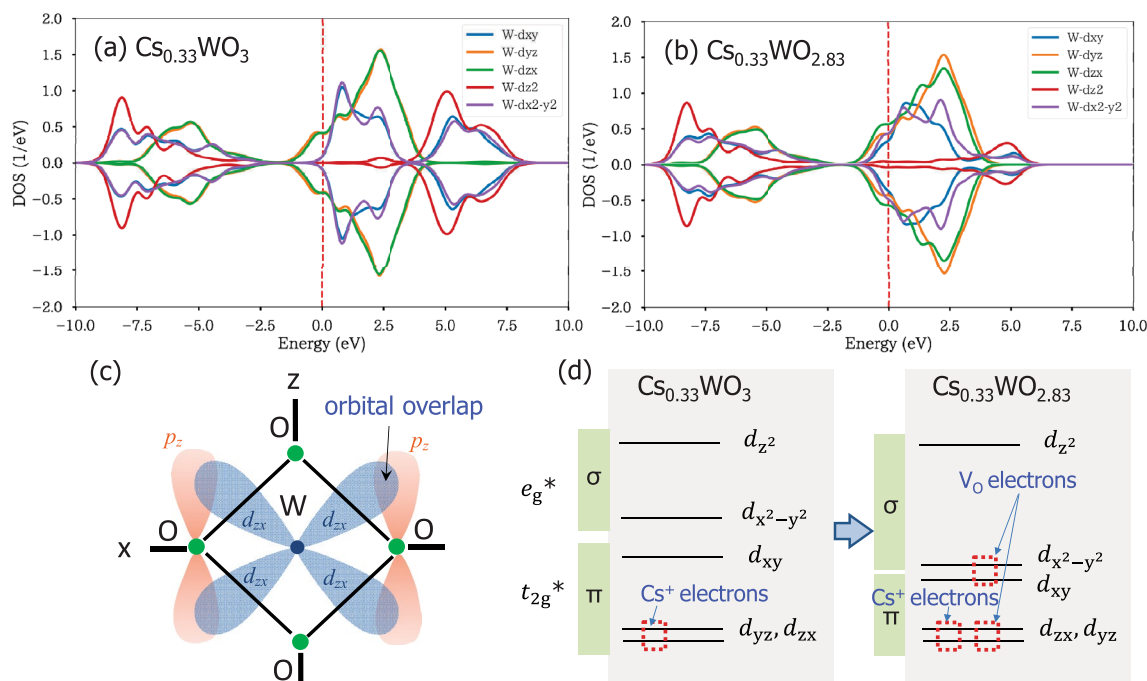 (a) Cs0.33WO3
W-dxy
W-dyz
W-dzx
W-dz2
W-dx2-y2
DOS (1/eV)
2.0
1.5
1.0
0.5
0.0
−0.5
−1.0
−1.5
−2.0
−10.0 −7.5 −5.0 −2.5 0.0 2.5 5.0 7.5 10.0
Energy (eV)
(b) Cs0.33WO2.83
W-dxy
W-dyz
W-dzx
W-dz2
W-dx2-y2
DOS (1/eV)
2.0
1.5
1.0
0.5
0.0
−0.5
−1.0
−1.5
−2.0
−10.0 −7.5 −5.0 −2.5 0.0 2.5 5.0 7.5 10.0
Energy (eV)
(c)
z
orbital overlap
O
pz pz
W
dzx dzx
O O
x
dzx dzx
O
(d)
Cs0.33WO3
dz²
eg* σ
dx²−y²
dxy
t2g* π
Cs+ electrons
dyz, dzx
Cs0.33WO2.83
dz²
VO electrons
σ
dx²−y²
dxy
Cs+ electrons
π
dzx, dyz